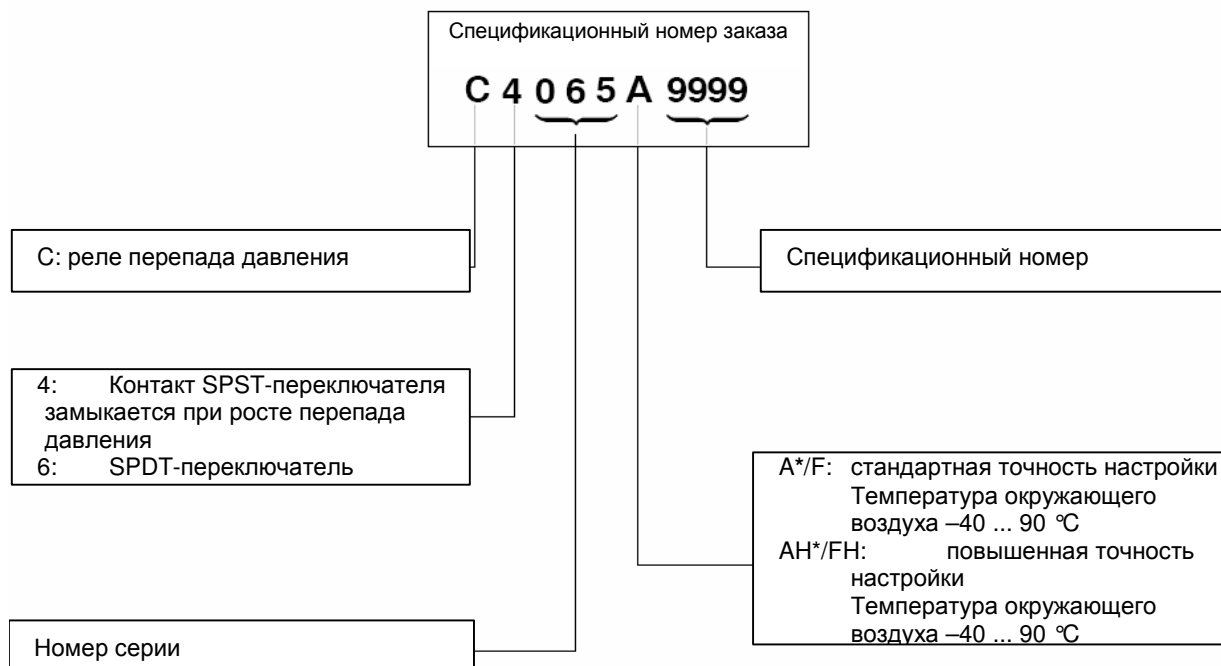 Спецификационный номер заказа
C 4 0 6 5 A 9999
C: реле перепада давления
Спецификационный номер
4: Контакт SPST-переключателя
замыкается при росте перепада
давления
6: SPDT-переключатель
A*/F: стандартная точность настройки
Температура окружающего
воздуха –40 ... 90 °C
AH*/FH: повышенная точность
настройки
Температура окружающего
воздуха –40 ... 90 °C
Номер серии